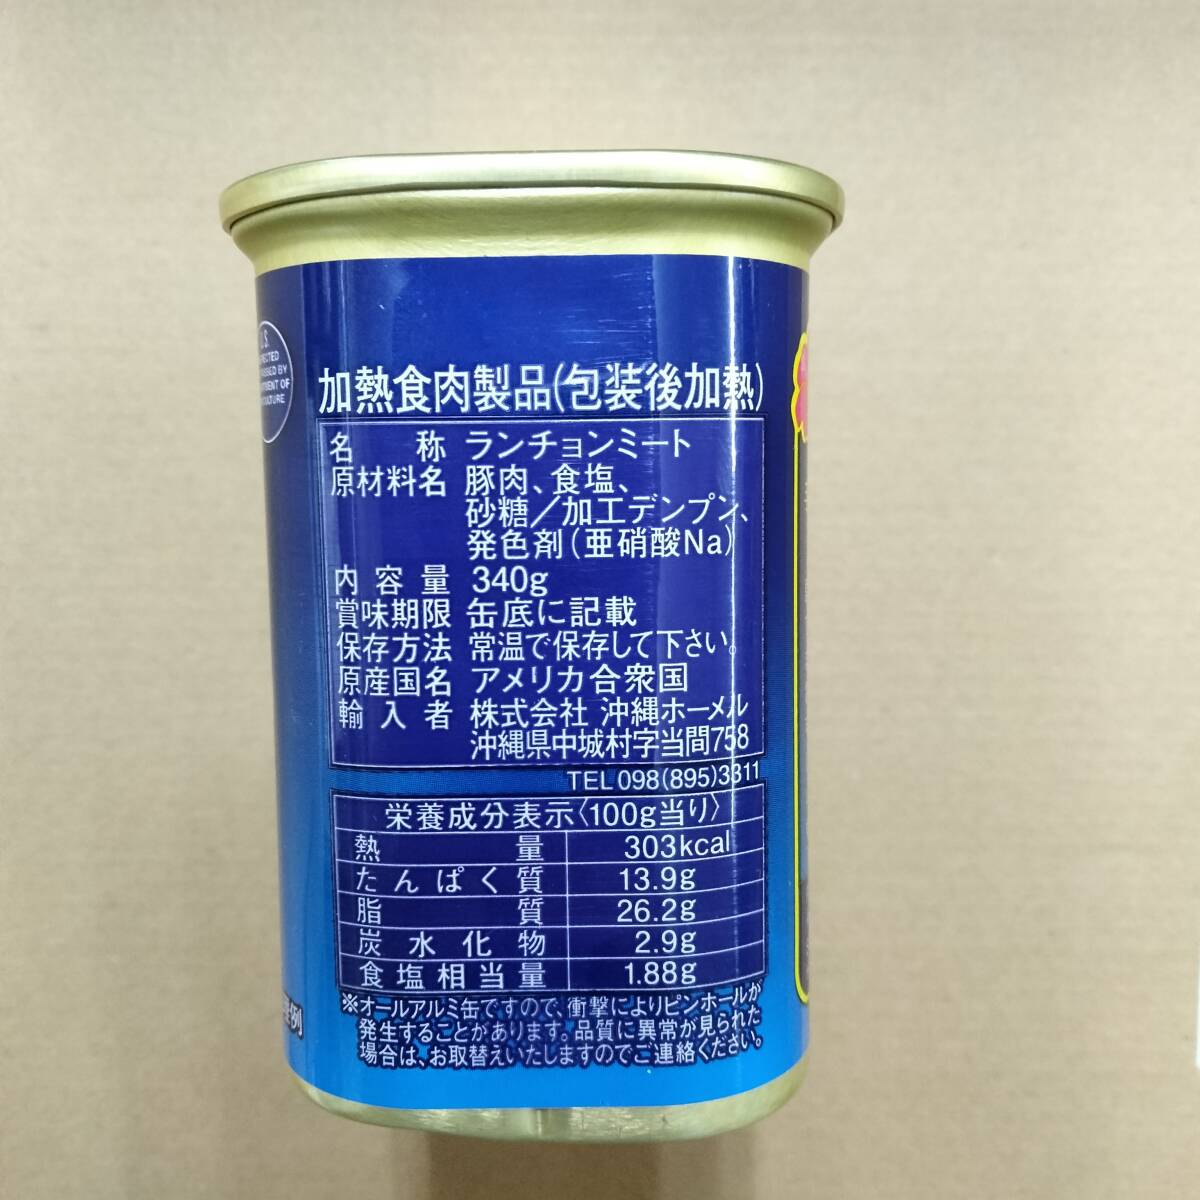 加熱食肉製品(包装後加熱)
名称 ランチョンミート
原材料名 豚肉、食塩、
砂糖／加工デンプン、
発色剤(亜硝酸Na)
内容量 340g
賞味期限 缶底に記載
保存方法 常温で保存して下さい。
原産国名 アメリカ合衆国
輸入者 株式会社 沖縄ホーメル
沖縄県中城村字当間758
TEL 098(895)3311
栄養成分表示〈100g当り〉
熱量 303kcal
たんぱく質 13.9g
脂質 26.2g
炭水化物 2.9g
食塩相当量 1.88g
※オールアルミ缶ですので、衝撃によりピンホールが
発生することがあります。品質に異常が見られた
場合は、お取替えいたしますのでご連絡ください。